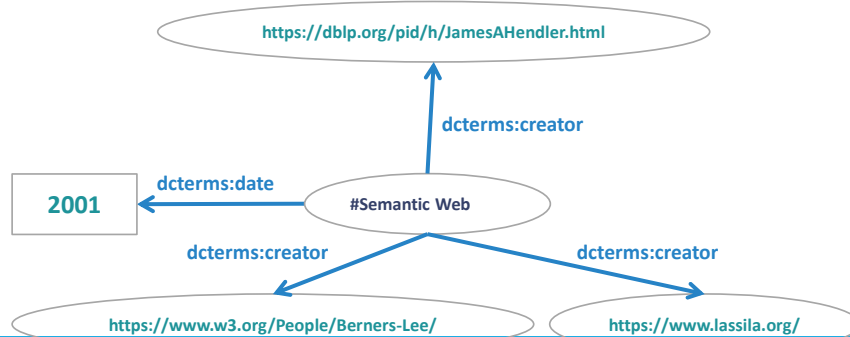 https://dblp.org/pid/h/JamesAHendler.html
dcterms:creator
dcterms:date
2001
#Semantic Web
dcterms:creator
dcterms:creator
https://www.w3.org/People/Berners-Lee/
https://www.lassila.org/